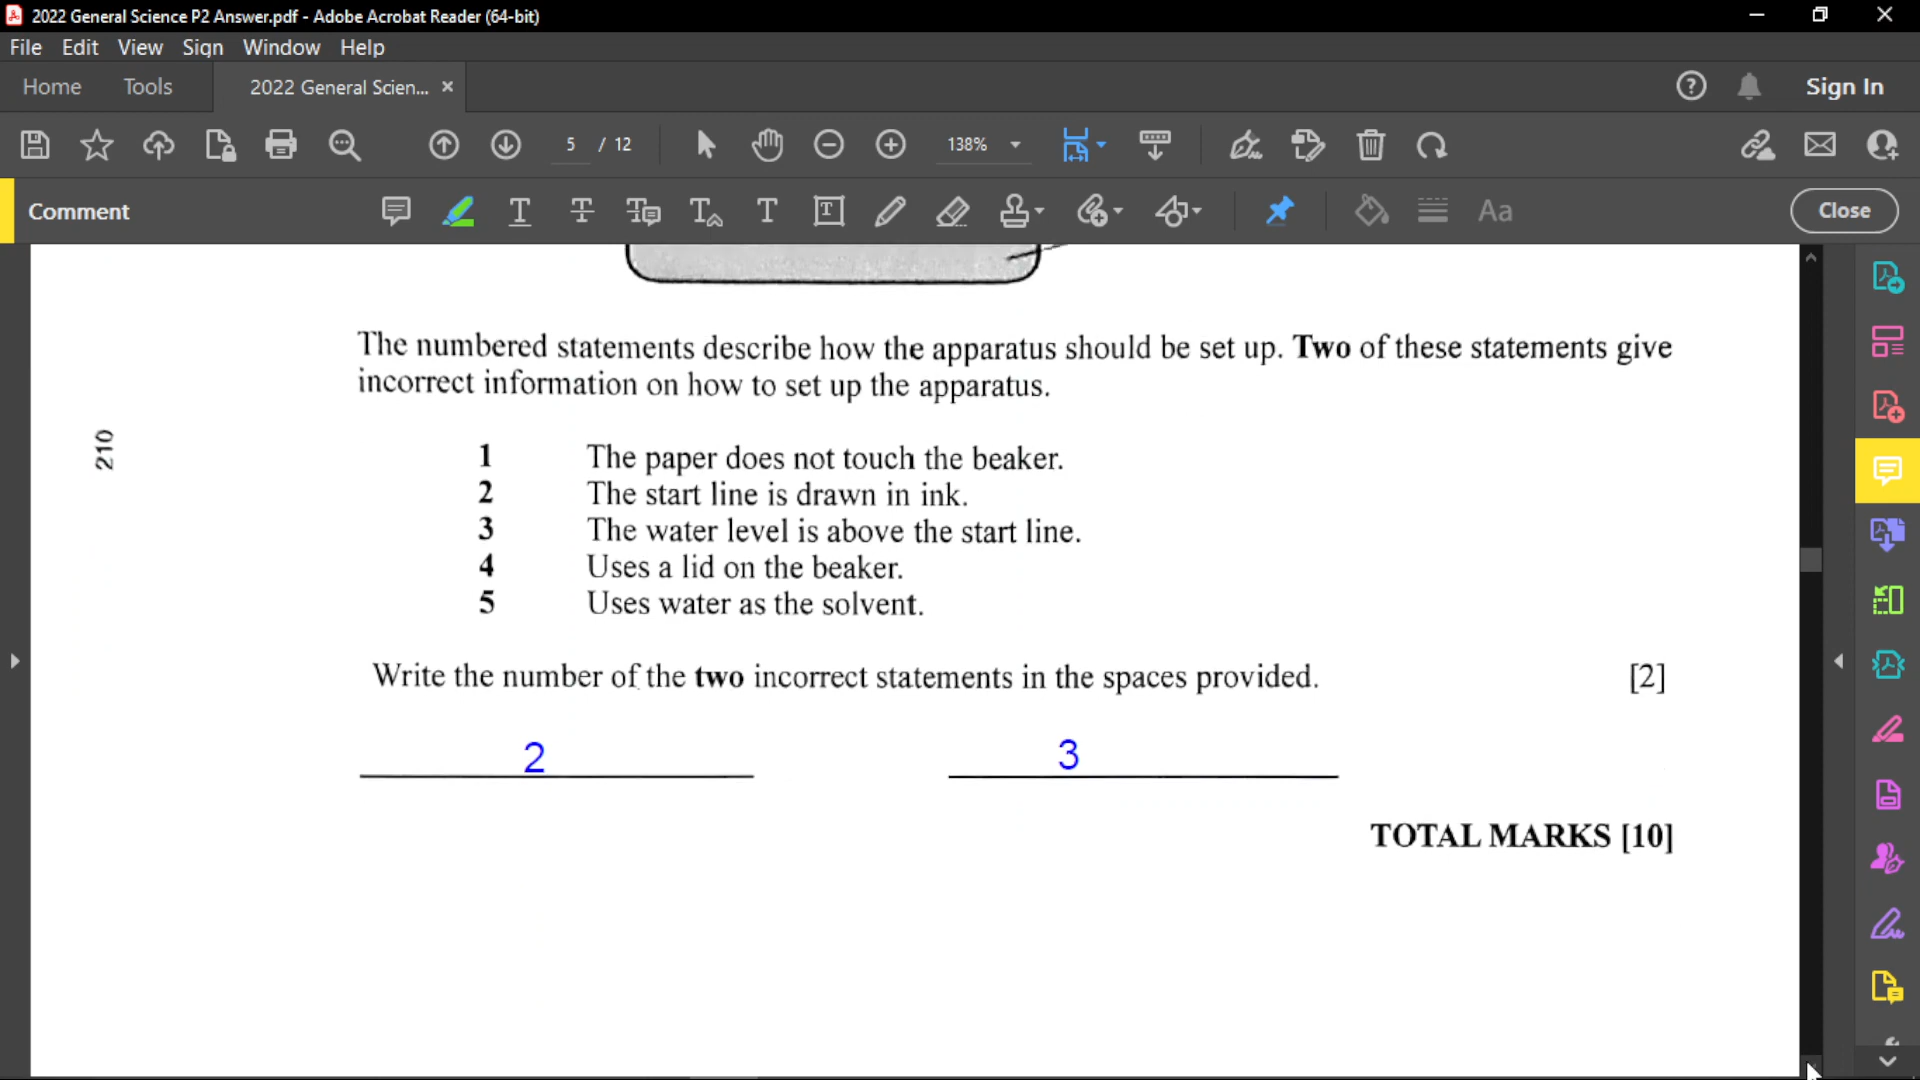 2022 General Science P2 Answer.pdf - Adobe Acrobat Reader (64-bit)
File Edit View Sign Window Help
Home Tools 2022 General Scien... × Sign In
5 / 12 138%
Comment Aa Close
The numbered statements describe how the apparatus should be set up. Two of these statements give
incorrect information on how to set up the apparatus.
210
1 The paper does not touch the beaker.
2 The start line is drawn in ink.
3 The water level is above the start line.
4 Uses a lid on the beaker.
5 Uses water as the solvent.
Write the number of the two incorrect statements in the spaces provided. [2]
2 3
TOTAL MARKS [10]